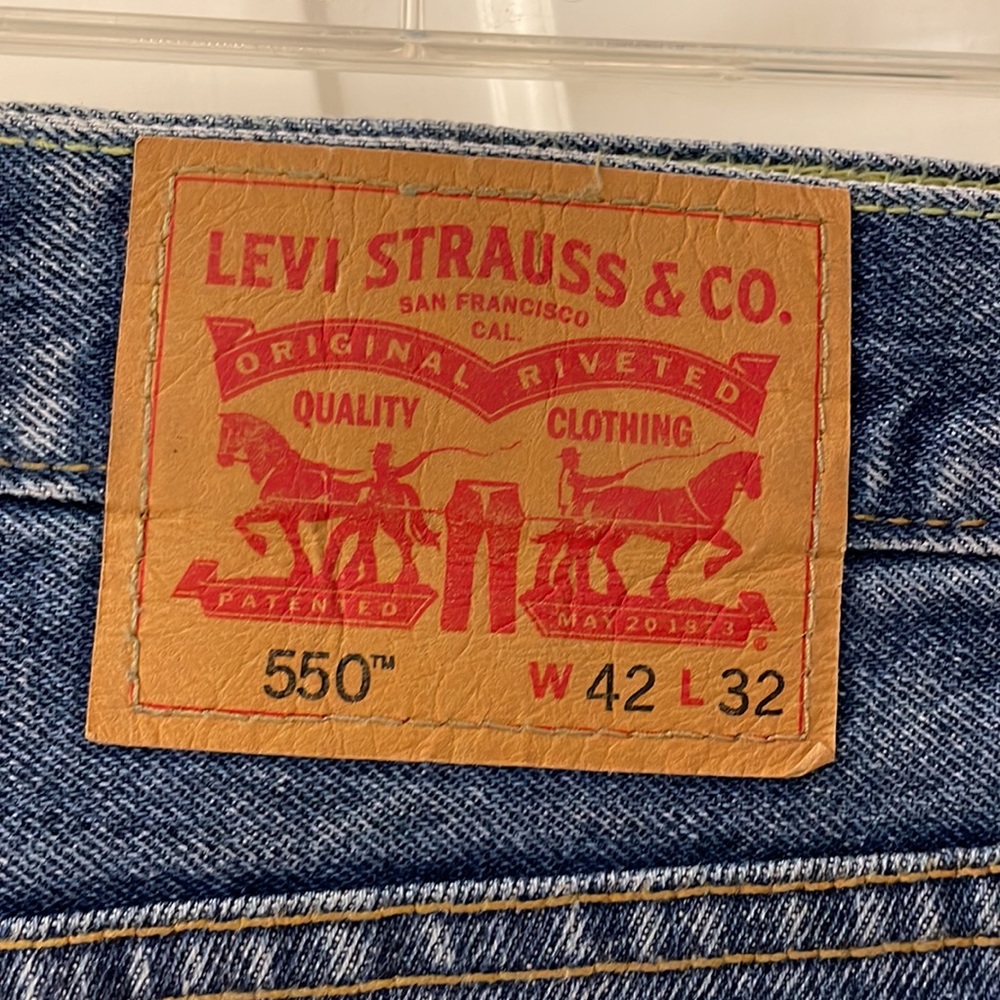 LEVI STRAUSS & CO.
SAN FRANCISCO
CAL.
ORIGINAL RIVETED
QUALITY CLOTHING
PATENTED MAY 20 1873
®
550™ W 42 L 32